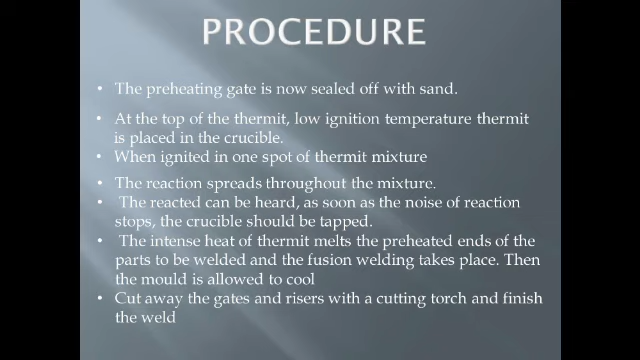 PROCEDURE
• The preheating gate is now sealed off with sand.
• At the top of the thermit, low ignition temperature thermit
is placed in the crucible.
• When ignited in one spot of thermit mixture
• The reaction spreads throughout the mixture.
• The reacted can be heard, as soon as the noise of reaction
stops, the crucible should be tapped.
• The intense heat of thermit melts the preheated ends of the
parts to be welded and the fusion welding takes place. Then
the mould is allowed to cool
• Cut away the gates and risers with a cutting torch and finish
the weld